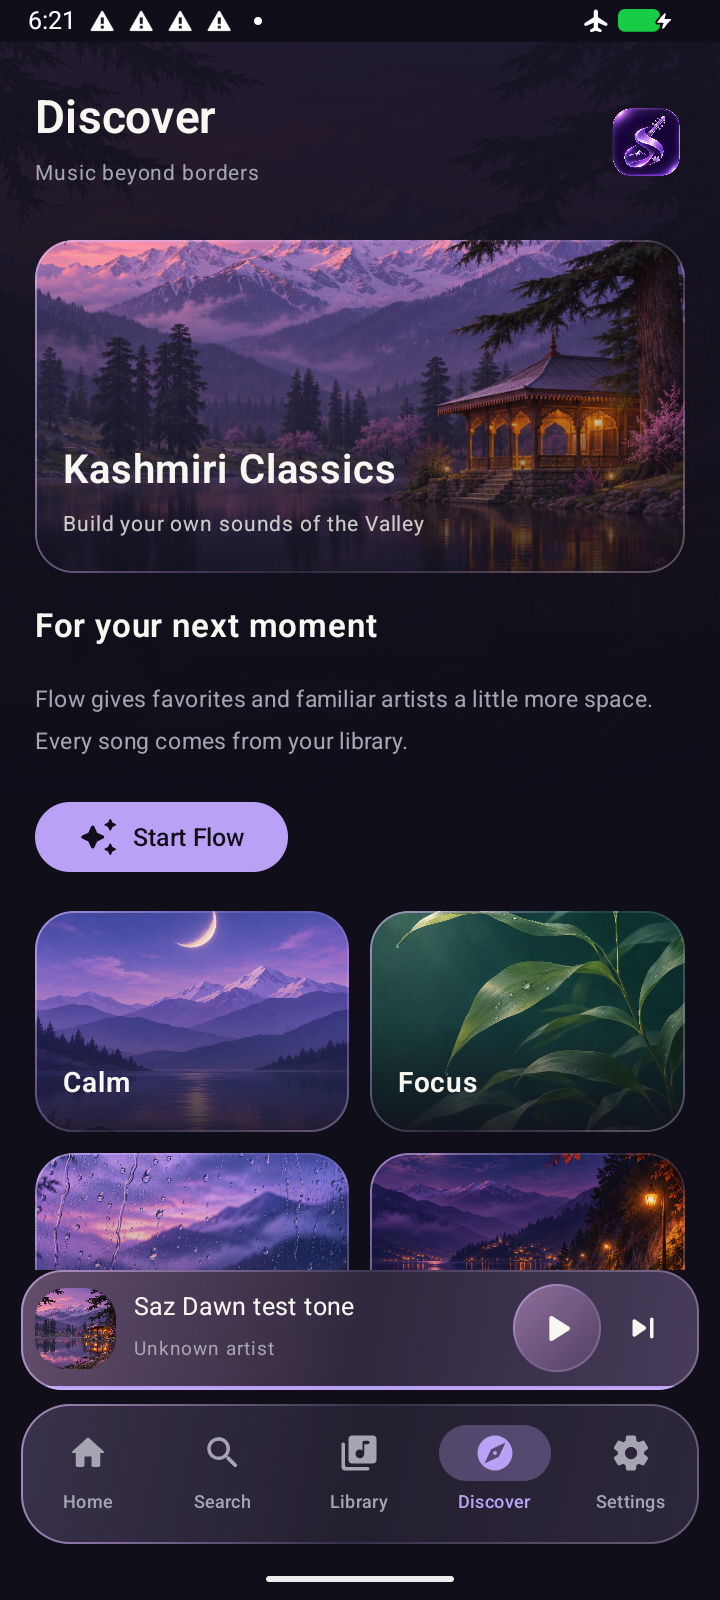 6:21
Discover
Music beyond borders
Kashmiri Classics
Build your own sounds of the Valley
For your next moment
Flow gives favorites and familiar artists a little more space.
Every song comes from your library.
Start Flow
Calm
Focus
Saz Dawn test tone
Unknown artist
Home
Search
Library
Discover
Settings